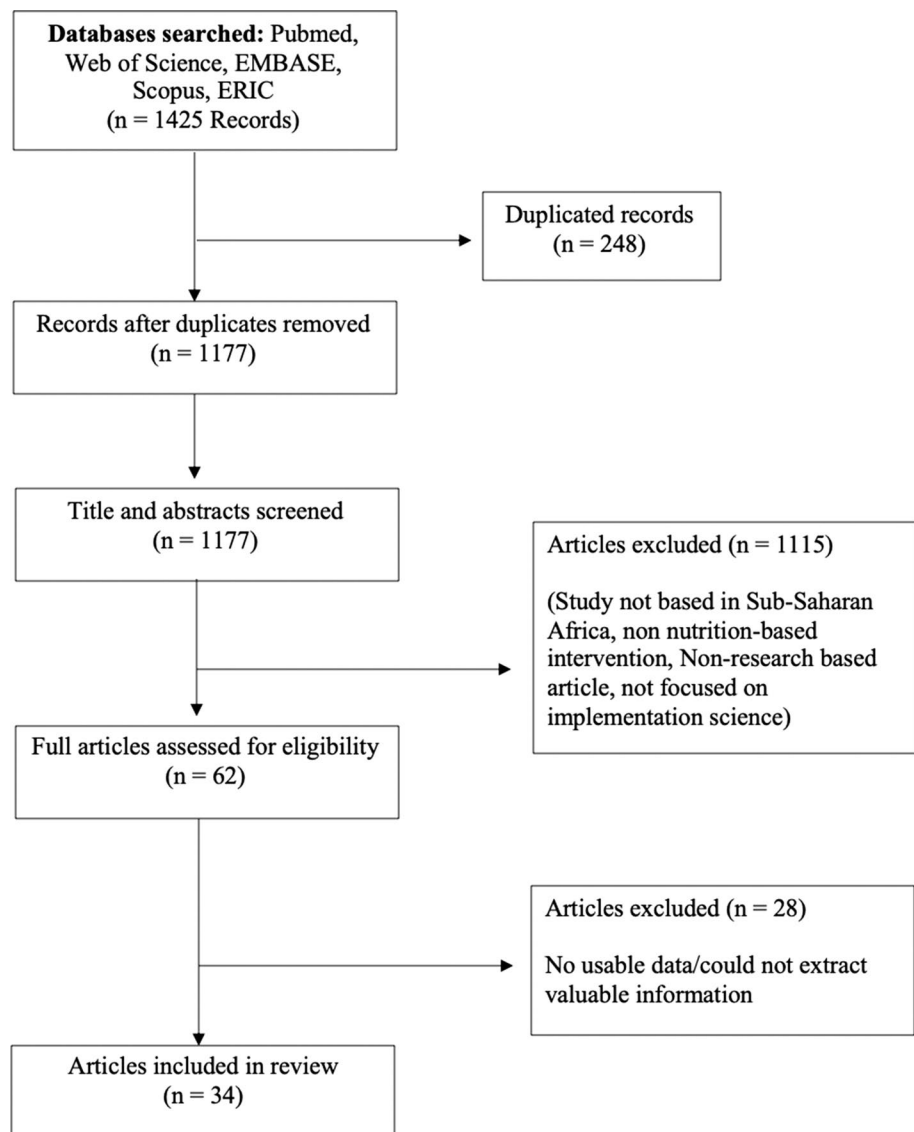 Databases searched: Pubmed,
Web of Science, EMBASE,
Scopus, ERIC
(n = 1425 Records)
Duplicated records
(n = 248)
Records after duplicates removed
(n = 1177)
Title and abstracts screened
(n = 1177)
Articles excluded (n = 1115)
(Study not based in Sub-Saharan
Africa, non nutrition-based
intervention, Non-research based
article, not focused on
implementation science)
Full articles assessed for eligibility
(n = 62)
Articles excluded (n = 28)
No usable data/could not extract
valuable information
Articles included in review
(n = 34)